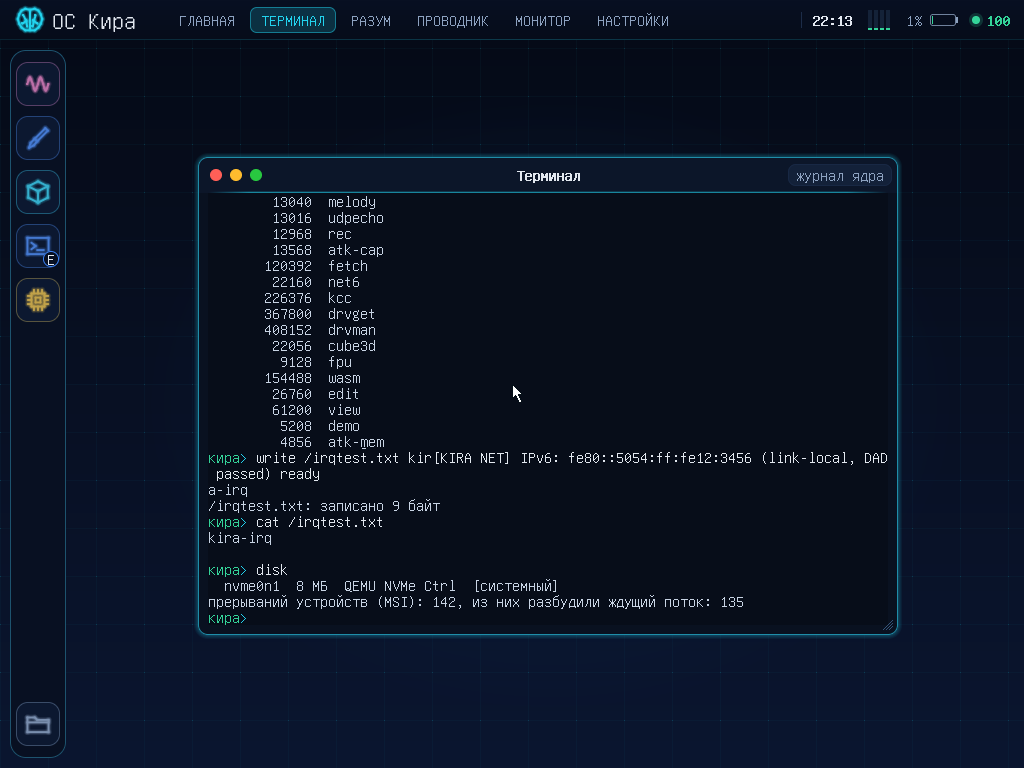 ОС Кира
ГЛАВНАЯ ТЕРМИНАЛ РАЗУМ ПРОВОДНИК МОНИТОР НАСТРОЙКИ
22:13 1% 100
E
Терминал журнал ядра
13040 melody
13016 udpecho
12968 rec
13568 atk-cap
120392 fetch
22160 net6
226376 kcc
367800 drvget
408152 drvman
22056 cube3d
9128 fpu
154488 wasm
26760 edit
61200 view
5208 demo
4856 atk-mem
кира> write /irqtest.txt kir[KIRA NET] IPv6: fe80::5054:ff:fe12:3456 (link-local, DAD
passed) ready
a-irq
/irqtest.txt: записано 9 байт
кира> cat /irqtest.txt
kira-irq
кира> disk
nvme0n1 8 МБ QEMU NVMe Ctrl [системный]
прерываний устройств (MSI): 142, из них разбудили ждущий поток: 135
кира>